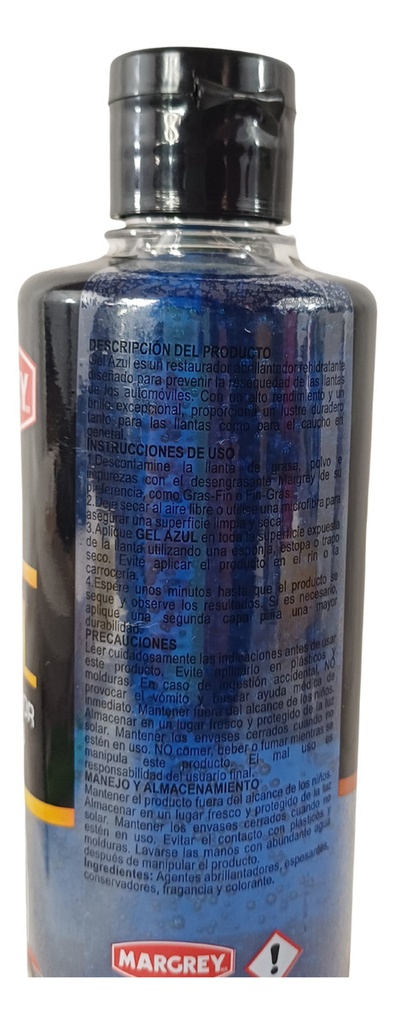 DESCRIPCIÓN DEL PRODUCTO
Gel Azul es un restaurador abrillantador rehidratante
diseñado para prevenir la resequedad de las llantas
de los automóviles. Con un alto rendimiento y un
brillo excepcional, proporciona un lustre duradero
tanto para las llantas como para el caucho en
general.
INSTRUCCIONES DE USO
1.Descontamine la llanta de grasa, polvo e
impurezas con el desengrasante Margrey de su
preferencia, como Gras-Fin o Fin-Gras.
2.Deje secar al aire libre o utilise una microfibra para
asegurar una superficie limpia y seca.
3.Aplique GEL AZUL en toda la superficie expuesta
de la llanta utilizando una esponja, estopa o trapo
seco. Evite aplicar el producto en el rin o la
carrocería.
4.Espere unos minutos hasta que el producto se
segue y observe los resultados. Si es necesario,
aplique una segunda capa para una mayor
durabilidad.
PRECAUCIONES
Leer cuidadosamente las indicaciones antes de usar
este producto. Evite aplicarlo en plásticos y
molduras. En caso de ingestión accidental, NO
provocar el vómito y buscar ayuda médica de
inmediato. Mantener fuera del alcance de los niños.
Almacenar en un lugar fresco y protegido de la luz
solar. Mantener los envases cerrados cuando no
estén en uso. NO comer, beber o fumar mientras se
manipula este producto. El mal uso es
responsabilidad del usuario final.
MANEJO Y ALMACENAMIENTO
Mantener el producto fuera del alcance de los niños.
Almacenar en un lugar fresco y protegido de la luz
solar. Mantener los envases cerrados cuando no
estén en uso. Evitar el contacto con plásticos y
molduras. Lavarse las manos con abundante agua
después de manipular el producto.
Ingredientes: Agentes abrillantadores, espesantes,
conservadores, fragancia y colorante.
MARGREY
!